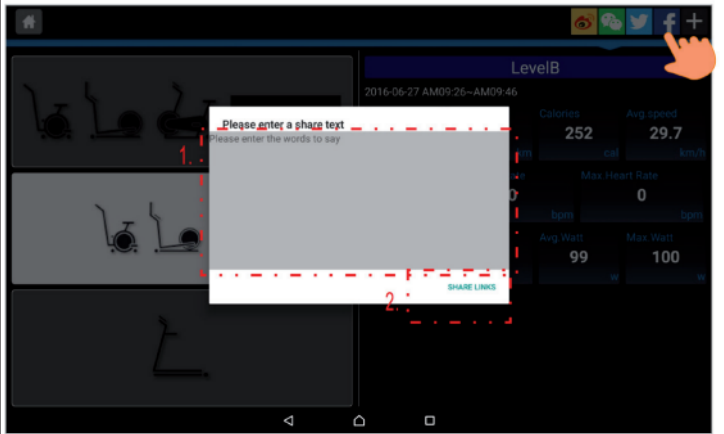 LevelB
2016-06-27 AM09:26~AM09:46
Please enter a share text
1.
Please enter the words to say
Calories
Avg speed
252
29.7
km
cal
km/h
Max Heart Rate
0
0
bpm
bpm
Avg Watt
Max Watt
99
100
w
w
SHARE LINKS
2.